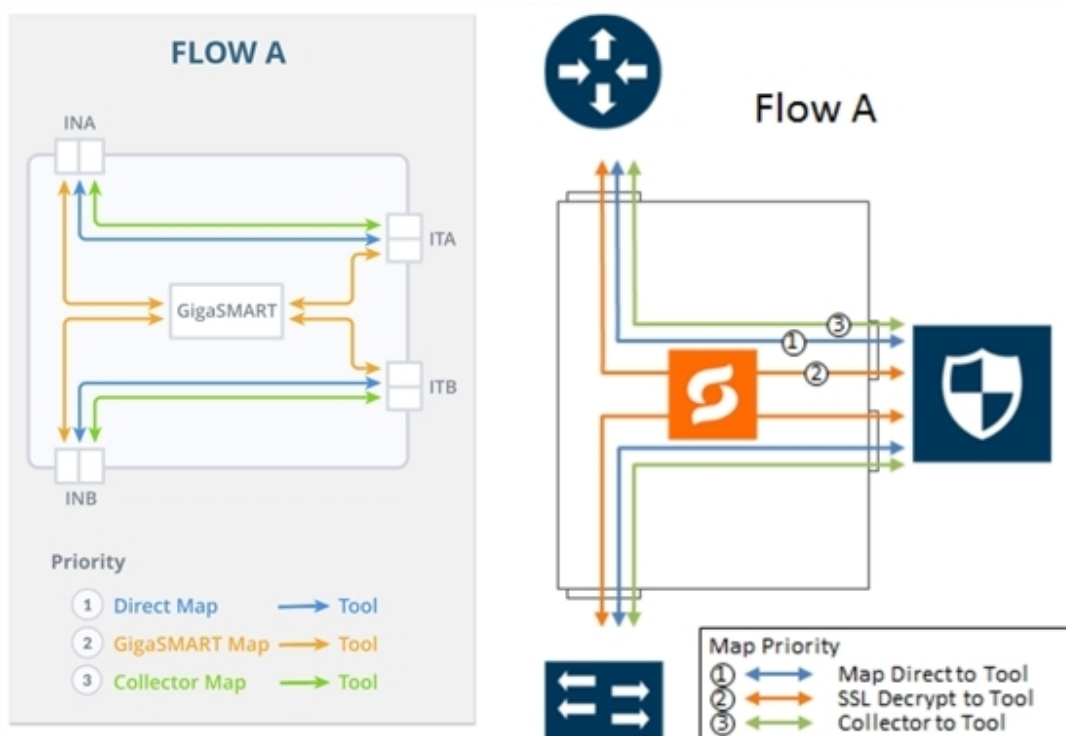 FLOW A
INA
ITA
GigaSMART
ITB
INB
Priority
1 Direct Map Tool
2 GigaSMART Map Tool
3 Collector Map Tool
Flow A
3
1
2
Map Priority
1 Map Direct to Tool
2 SSL Decrypt to Tool
3 Collector to Tool